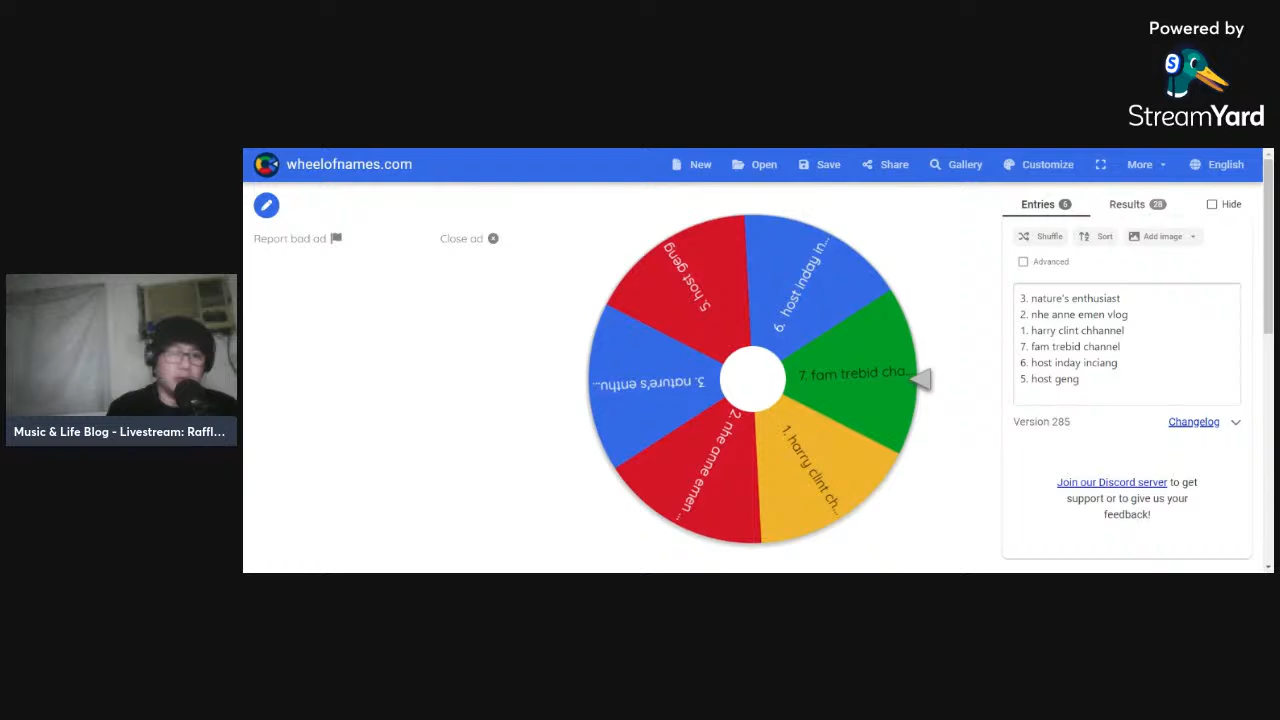 Powered by
StreamYard
wheelofnames.com
New
Open
Save
Share
Gallery
Customize
More
English
Report bad ad
Close ad
Entries 6
Results 28
Hide
Shuffle
Sort
Add image
Advanced
3. nature's enthusiast
2. nhe anne emen vlog
1. harry clint chhannel
7. fam trebid channel
6. host inday inciang
5. host geng
Version 285
Changelog
Join our Discord server to get
support or to give us your
feedback!
5. host geng
6. host inday in...
3. nature's enthu...
7. fam trebid cha...
2. nhe anne emen ...
1. harry clint ch...
Music & Life Blog - Livestream: Raffl...